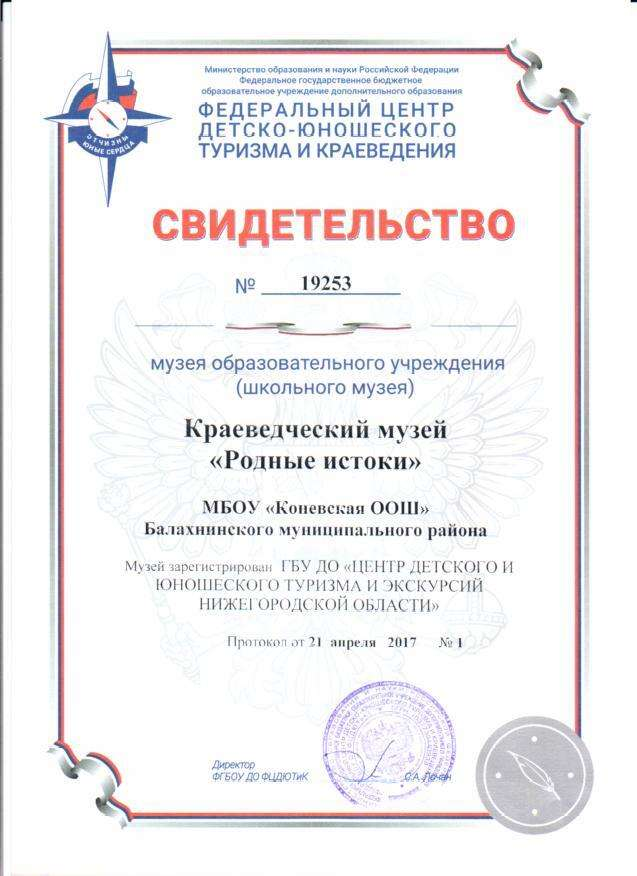 Министерство образования и науки Российской Федерации
Федеральное государственное бюджетное
образовательное учреждение дополнительного образования
ФЕДЕРАЛЬНЫЙ ЦЕНТР
ДЕТСКО-ЮНОШЕСКОГО
ТУРИЗМА И КРАЕВЕДЕНИЯ
ОТЧИЗНЫ
ЮНЫЕ СЕРДЦА
СВИДЕТЕЛЬСТВО
№ 19253
музея образовательного учреждения
(школьного музея)
Краеведческий музей
«Родные истоки»
МБОУ «Коневская ООШ»
Балахнинского муниципального района
Музей зарегистрирован ГБУ ДО «ЦЕНТР ДЕТСКОГО И
ЮНОШЕСКОГО ТУРИЗМА И ЭКСКУРСИЙ
НИЖЕГОРОДСКОЙ ОБЛАСТИ»
Протокол от 21 апреля 2017 № 1
Директор
ФГБОУ ДО ФЦДЮТиК
С.А.